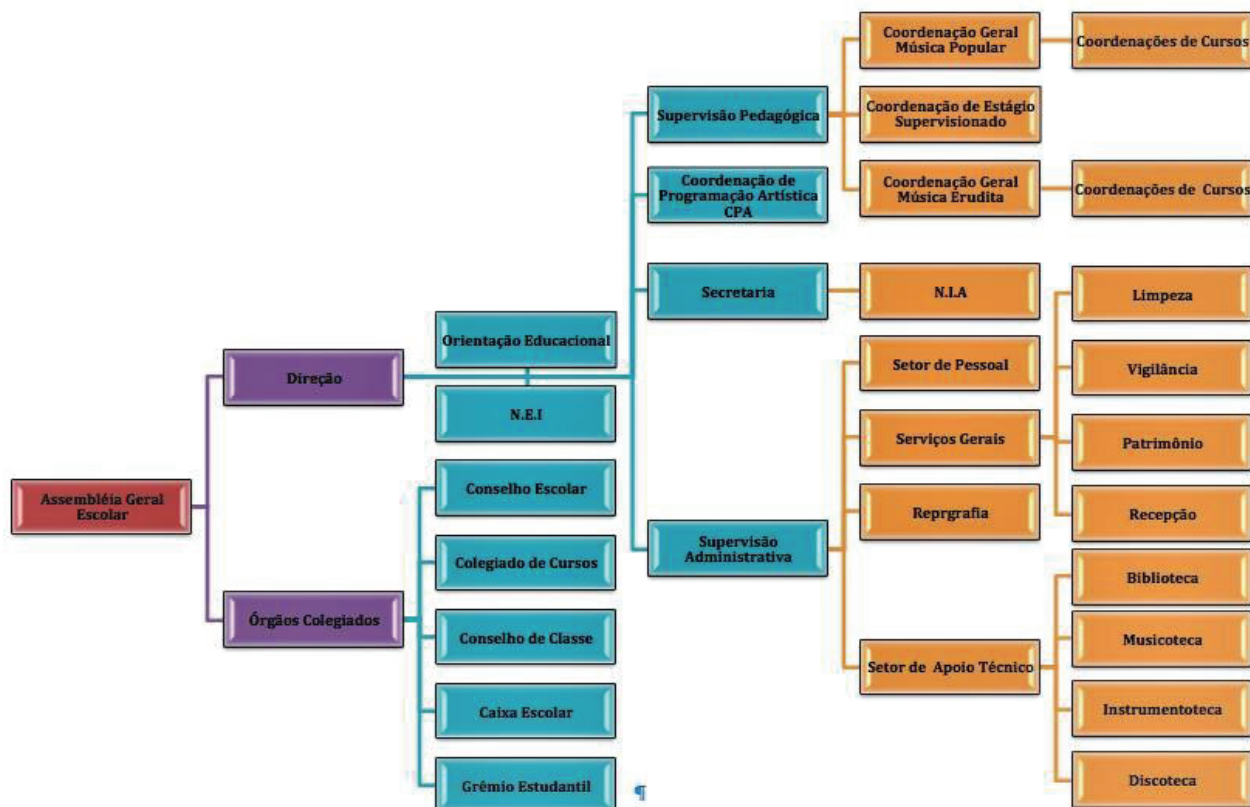 Assembléia Geral
Escolar
Direção
Órgãos Colegiados
Orientação Educacional
N.E.I
Conselho Escolar
Colegiado de Cursos
Conselho de Classe
Caixa Escolar
Grêmio Estudantil
¶
Supervisão Pedagógica
Coordenação de
Programação Artística
CPA
Secretaria
Supervisão
Administrativa
Coordenação Geral
Música Popular
Coordenação de Estágio
Supervisionado
Coordenação Geral
Música Erudita
N.I.A
Setor de Pessoal
Serviços Gerais
Reprgrafia
Setor de Apoio Técnico
Coordenações de Cursos
Coordenações de Cursos
Limpeza
Vigilância
Patrimônio
Recepção
Biblioteca
Musicoteca
Instrumentoteca
Discoteca